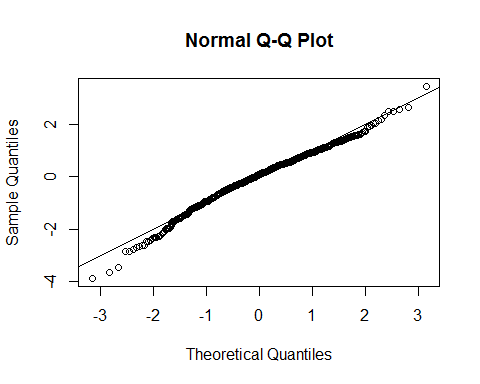 Normal Q-Q Plot
Sample Quantiles
2
0
-2
-4
-3 -2 -1 0 1 2 3
Theoretical Quantiles